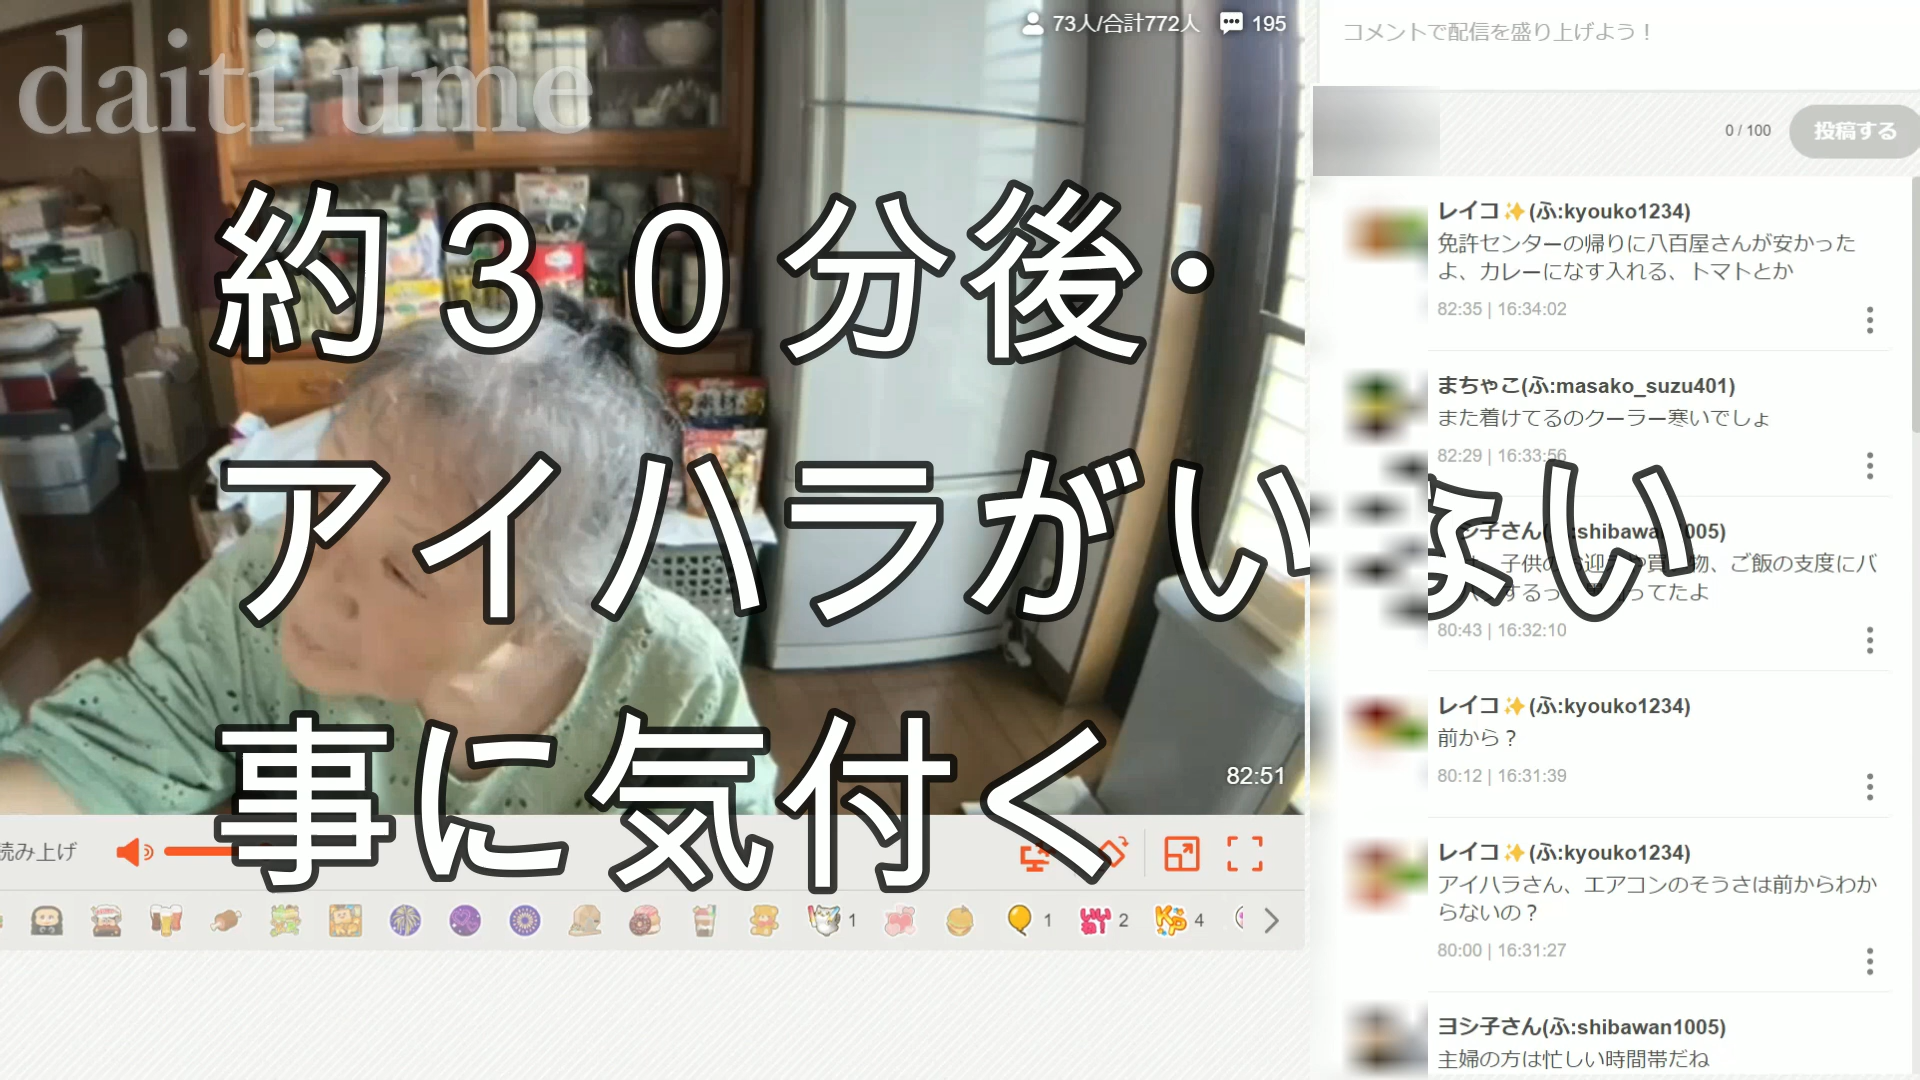 daiti ume
73人/合計772人 195
約３０分後・
アイハラがいない
事に気付く
82:51
読み上げ
1
1
2
4
コメントで配信を盛り上げよう！
0 / 100
投稿する
レイコ✨(ふ:kyouko1234)
免許センターの帰りに八百屋さんが安かった
よ、カレーになす入れる、トマトとか
82:35 | 16:34:02
まちゃこ(ふ:masako_suzu401)
また着けてるのクーラー寒いでしょ
82:29 | 16:33:56
80:43 | 16:32:10
レイコ✨(ふ:kyouko1234)
前から？
80:12 | 16:31:39
レイコ✨(ふ:kyouko1234)
アイハラさん、エアコンのそうさは前からわか
らないの？
80:00 | 16:31:27
ヨシ子さん(ふ:shibawan1005)
主婦の方は忙しい時間帯だね